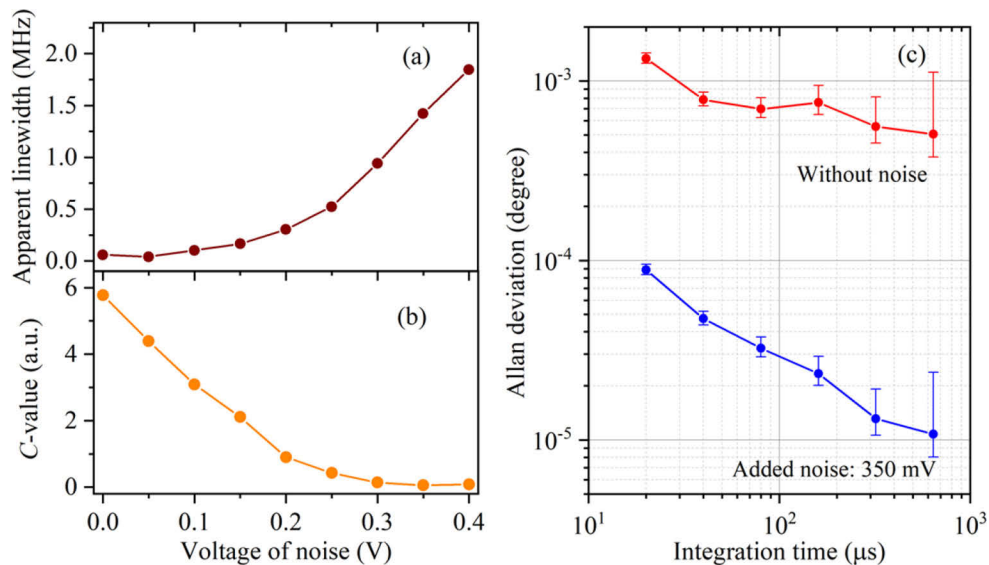 (a)
Apparent linewidth (MHz)
2.0
1.5
1.0
0.5
0.0
(b)
C-value (a.u.)
6
4
2
0
0.0 0.1 0.2 0.3 0.4
Voltage of noise (V)
(c)
Allan deviation (degree)
10⁻³
10⁻⁴
10⁻⁵
Without noise
Added noise: 350 mV
10¹ 10² 10³
Integration time (μs)